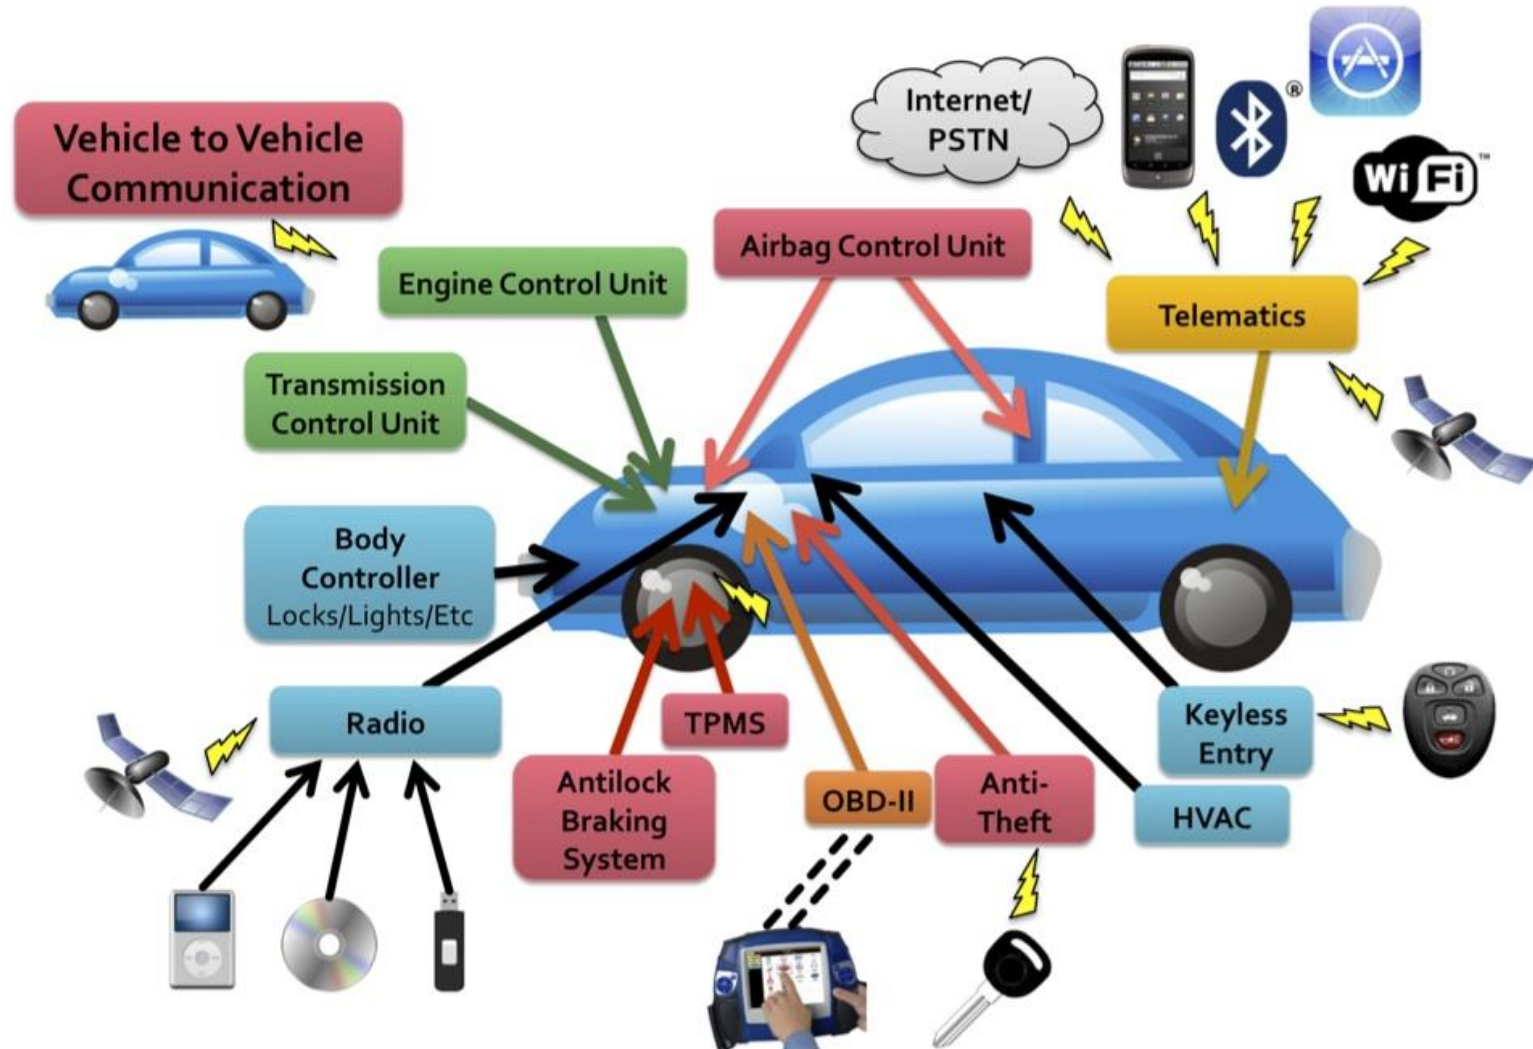 Internet/
PSTN
®
Wi Fi™
Vehicle to Vehicle
Communication
Airbag Control Unit
Engine Control Unit
Telematics
Transmission
Control Unit
Body
Controller
Locks/Lights/Etc
Radio
TPMS
Antilock
Braking
System
OBD-II
Anti-
Theft
Keyless
Entry
HVAC